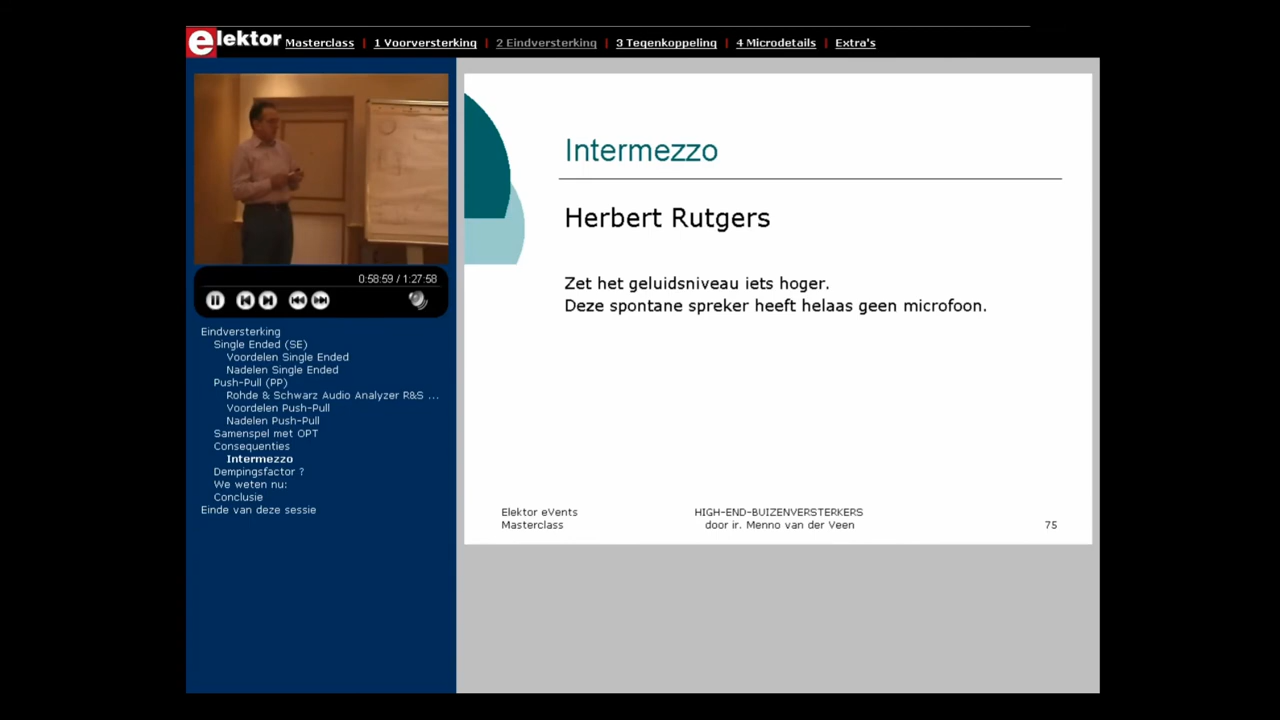 elektor
Masterclass | 1 Voorversterking | 2 Eindversterking | 3 Tegenkoppeling | 4 Microdetails | Extra's
0:58:59 / 1:27:58
Eindversterking
Single Ended (SE)
Voordelen Single Ended
Nadelen Single Ended
Push-Pull (PP)
Rohde & Schwarz Audio Analyzer R&S ...
Voordelen Push-Pull
Nadelen Push-Pull
Samenspel met OPT
Consequenties
Intermezzo
Dempingsfactor ?
We weten nu:
Conclusie
Einde van deze sessie
Intermezzo
Herbert Rutgers
Zet het geluidsniveau iets hoger.
Deze spontane spreker heeft helaas geen microfoon.
Elektor eVents
Masterclass
HIGH-END-BUIZENVERSTERKERS
door ir. Menno van der Veen
75